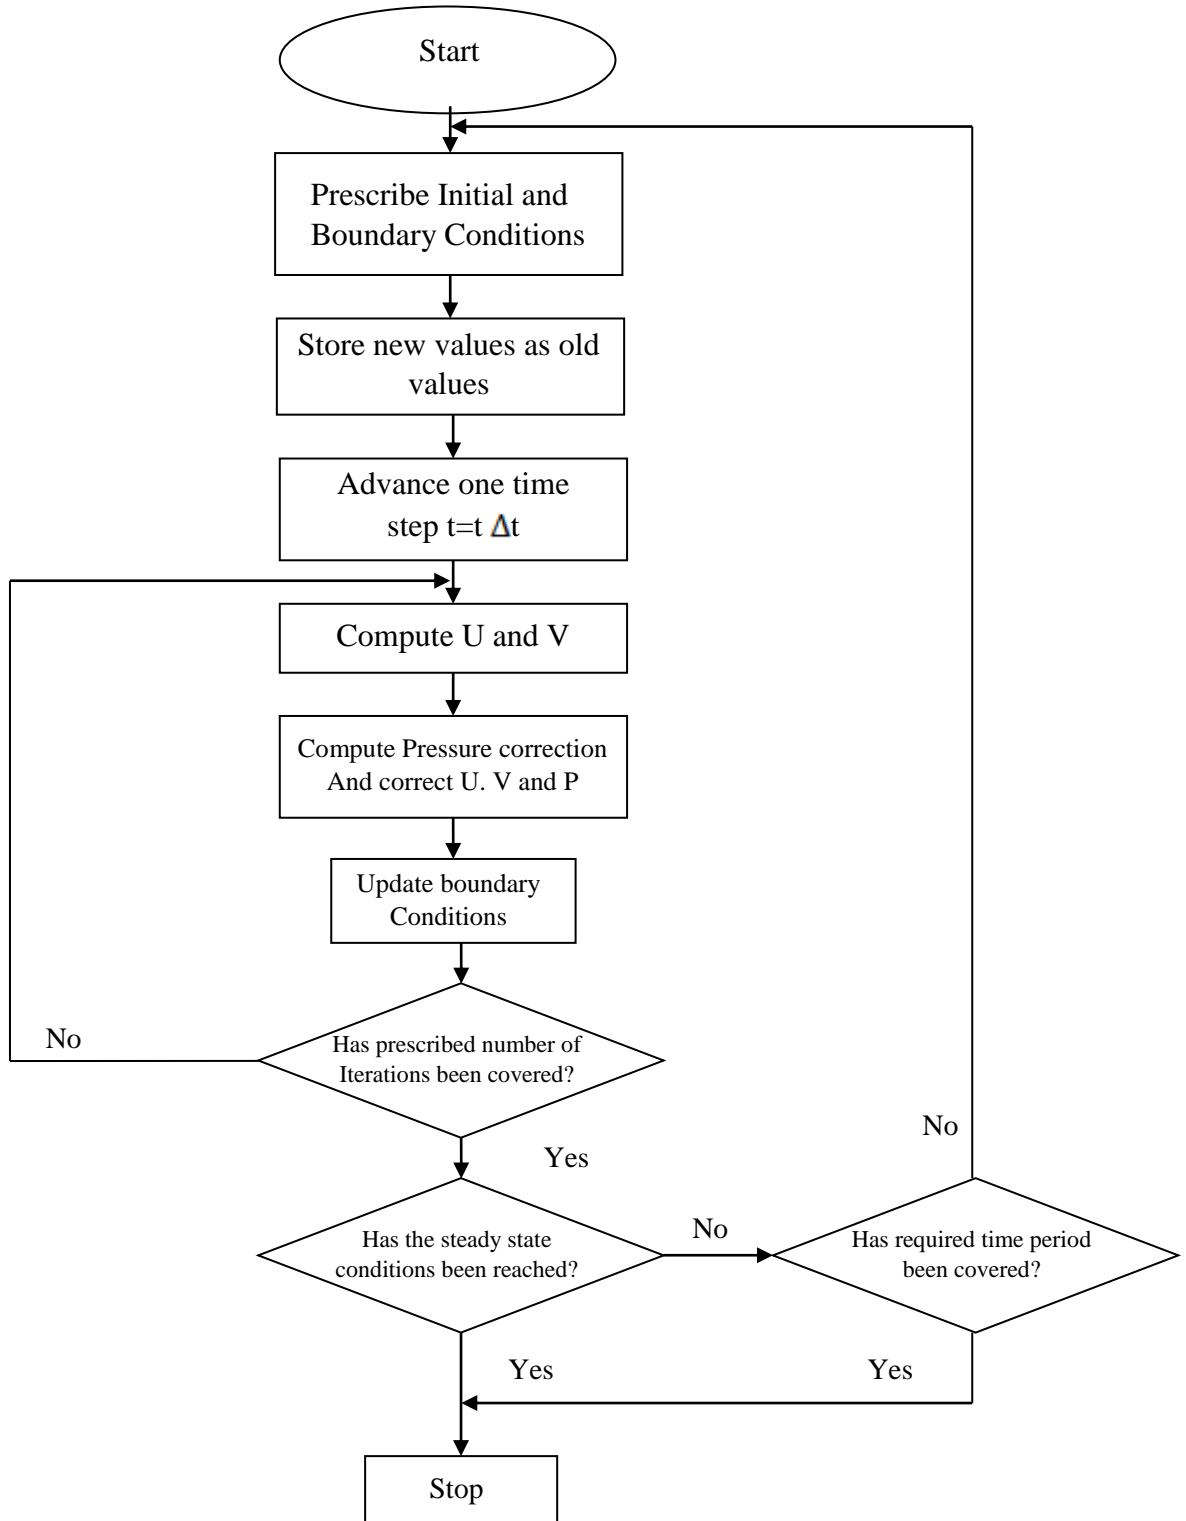 Start
Prescribe Initial and
Boundary Conditions
Store new values as old
values
Advance one time
step t=t Δt
Compute U and V
Compute Pressure correction
And correct U. V and P
Update boundary
Conditions
No
Has prescribed number of
Iterations been covered?
No
Yes
Has the steady state
conditions been reached?
No
Has required time period
been covered?
Yes
Yes
Stop